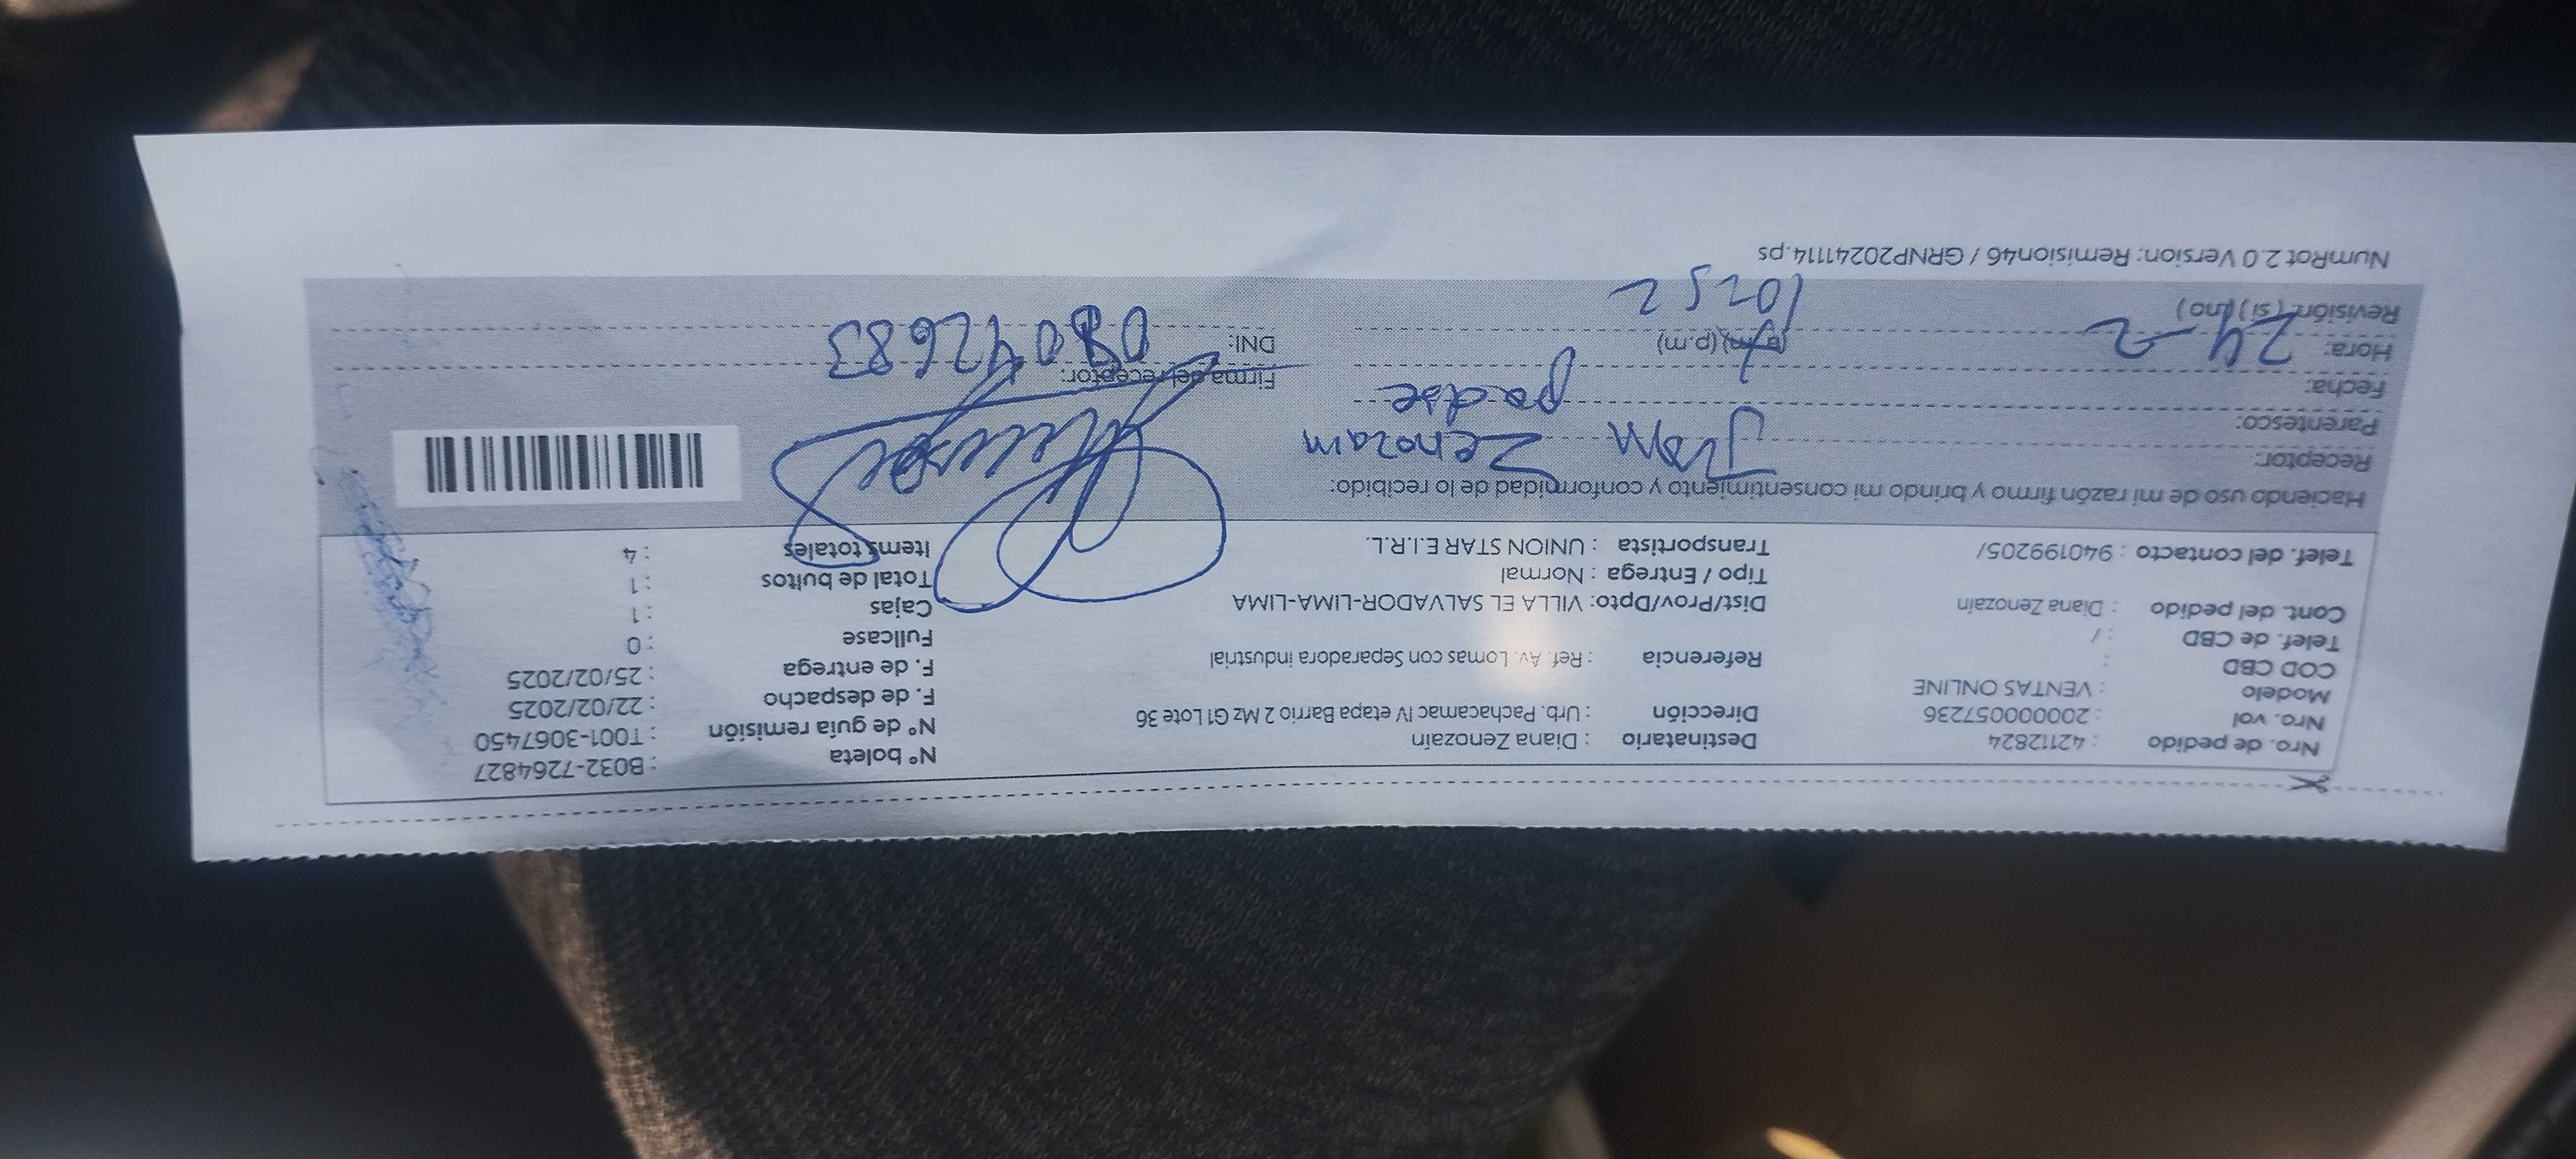 Nro. de pedido : 42112824 Destinatario : Diana Zenozain N° boleta : B032-7264827
Nro. vol : 20000057236 Dirección : Urb. Pachacamac IV etapa Barrio 2 Mz G1 Lote 36 N° de guía remisión : T001-3067450
Modelo : VENTAS ONLINE F. de despacho : 22/02/2025
COD CBD : Referencia : Ref. Av. Lomas con Separadora industrial F. de entrega : 25/02/2025
Telef. de CBD : / Fullcase : 0
Cont. del pedido : Diana Zenozain Dist/Prov/Dpto: VILLA EL SALVADOR-LIMA-LIMA Cajas : 1
Tipo / Entrega : Normal Total de bultos : 1
Telef. del contacto : 940199205/ Transportista : UNION STAR E.I.R.L. Items totales : 4
Haciendo uso de mi razón firmo y brindo mi consentimiento y conformidad de lo recibido:
Receptor: Zenozain
Parentesco: padre
Fecha: Firma del receptor:
Hora: 24-2 (a.m) (p.m) DNI: 08042683
Revisión: (si) (no) 10252
NumRot 2.0 Version: Remision46 / GRNP20241114.ps